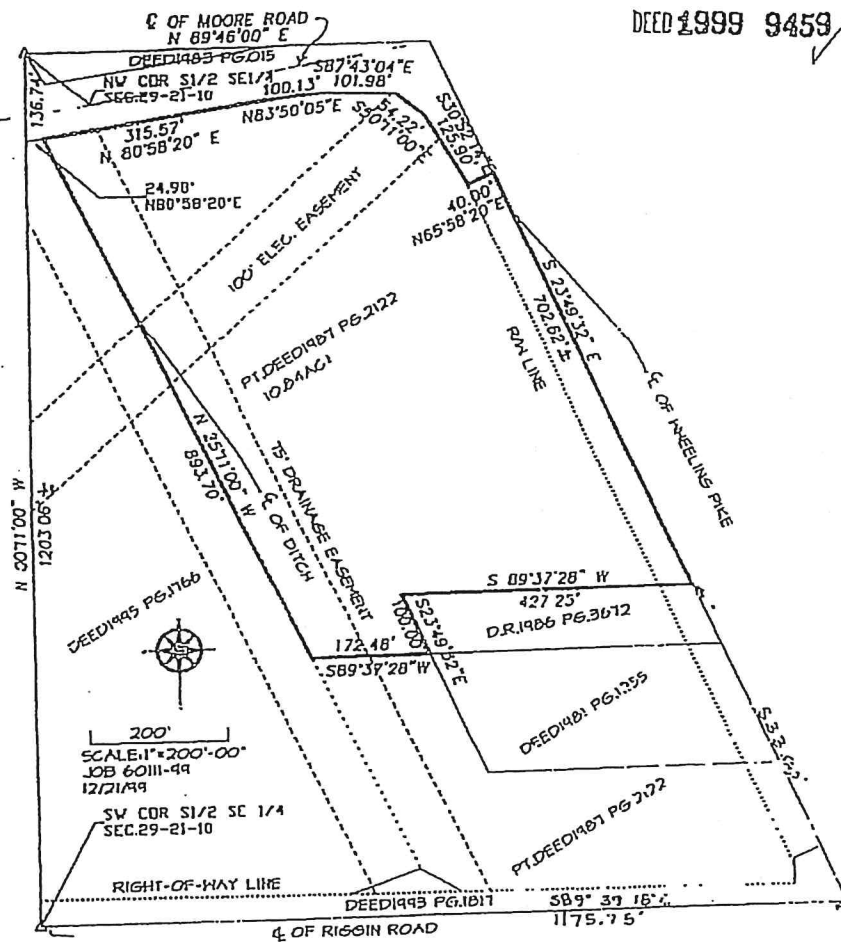 DEED 1999 9459
℄ OF MOORE ROAD
N 89°46'00" E
DEED1983 PG.015
S87°43'04"E
NW COR S1/2 SE1/4
SEC.29-21-10
100.13' 101.98'
N83°50'05"E
136.74'
315.57'
N 80°58'20" E
54.22'
S 50°11'00"E
125.90'
24.98'
N80°58'20"E
40.00'
N65°58'20"E
100' ELEC. EASEMENT
PT.DEED1987 PG.2122
S 23°49'32" E
702.62'±
R/W LINE
℄ OF WHEELING PIKE
N 25°11'00" W
893.70'
℄ OF DITCH
75' DRAINAGE EASEMENT
N 00°11'00" W
1203.06'±
DEED1995 PG.1766
S 89°37'28" W
427.25'
D.R.1986 PG.3672
S23°49'32"E
100.00'
172.48'
S89°37'28"W
DEED1981 PG.1255
200'
SCALE:1"=200'-00"
JOB 60111-99
12/21/99
SW COR S1/2 SE 1/4
SEC.29-21-10
PT.DEED1987 PG.2122
RIGHT-OF-WAY LINE
DEED1993 PG.1817
1175.75'
℄ OF RIGGIN ROAD